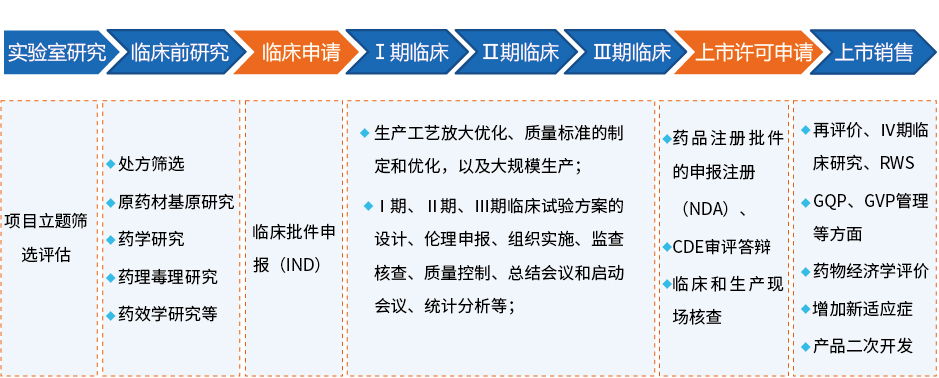 实验室研究
临床前研究
临床申请
Ⅰ期临床
Ⅱ期临床
Ⅲ期临床
上市许可申请
上市销售
项目立题筛
选评估
处方筛选
原药材基原研究
药学研究
药理毒理研究
药效学研究等
临床批件申
报（IND）
生产工艺放大优化、质量标准的制
定和优化，以及大规模生产；
Ⅰ期、Ⅱ期、Ⅲ期临床试验方案的
设计、伦理申报、组织实施、监查
核查、质量控制、总结会议和启动
会议、统计分析等；
药品注册批件
的申报注册
（NDA）、
CDE审评答辩
临床和生产现
场核查
再评价、Ⅳ期临
床研究、RWS
GQP、GVP管理
等方面
药物经济学评价
增加新适应症
产品二次开发